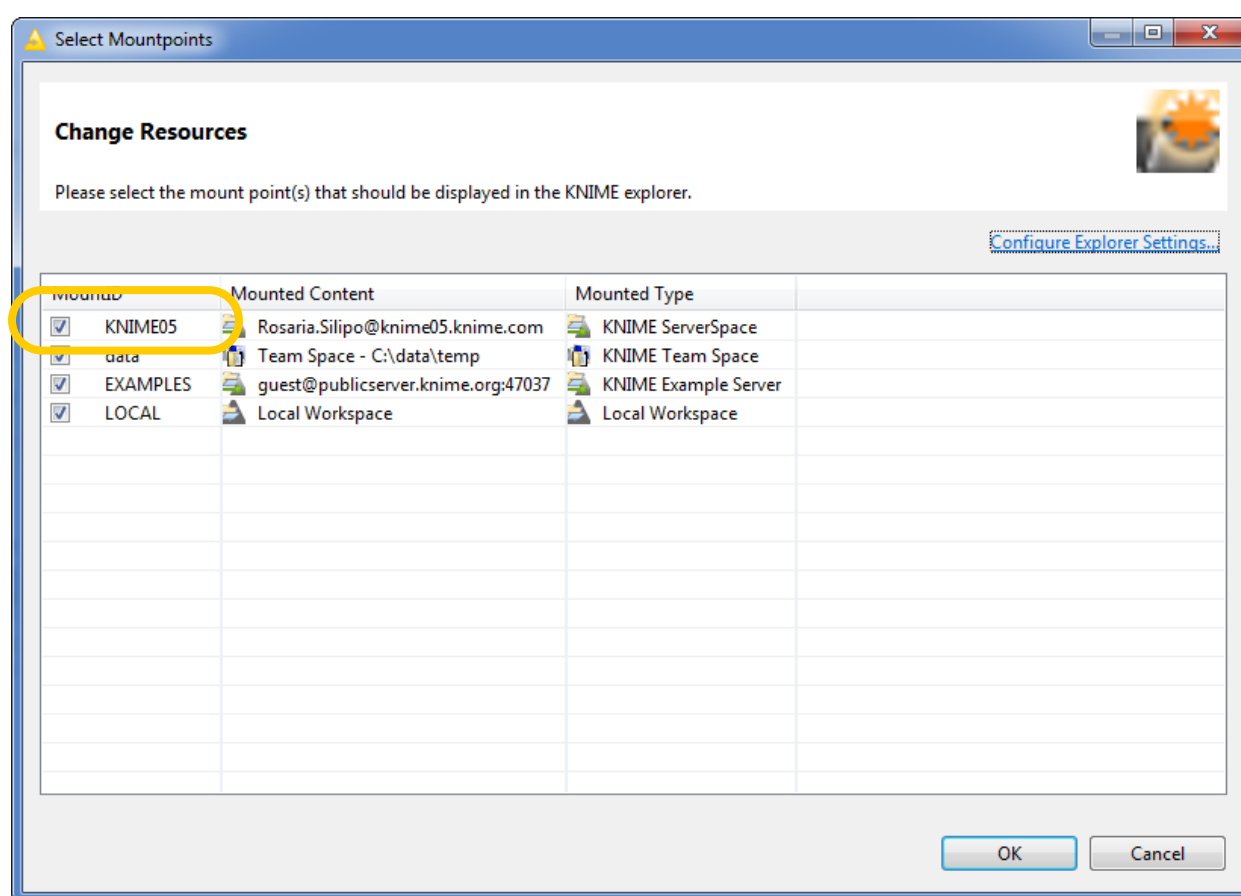 Select Mountpoints
Change Resources
Please select the mount point(s) that should be displayed in the KNIME explorer.
Configure Explorer Settings...
MountID Mounted Content Mounted Type
KNIME05 Rosaria.Silipo@knime05.knime.com KNIME ServerSpace
data Team Space - C:\data\temp KNIME Team Space
EXAMPLES guest@publicserver.knime.org:47037 KNIME Example Server
LOCAL Local Workspace Local Workspace
OK Cancel